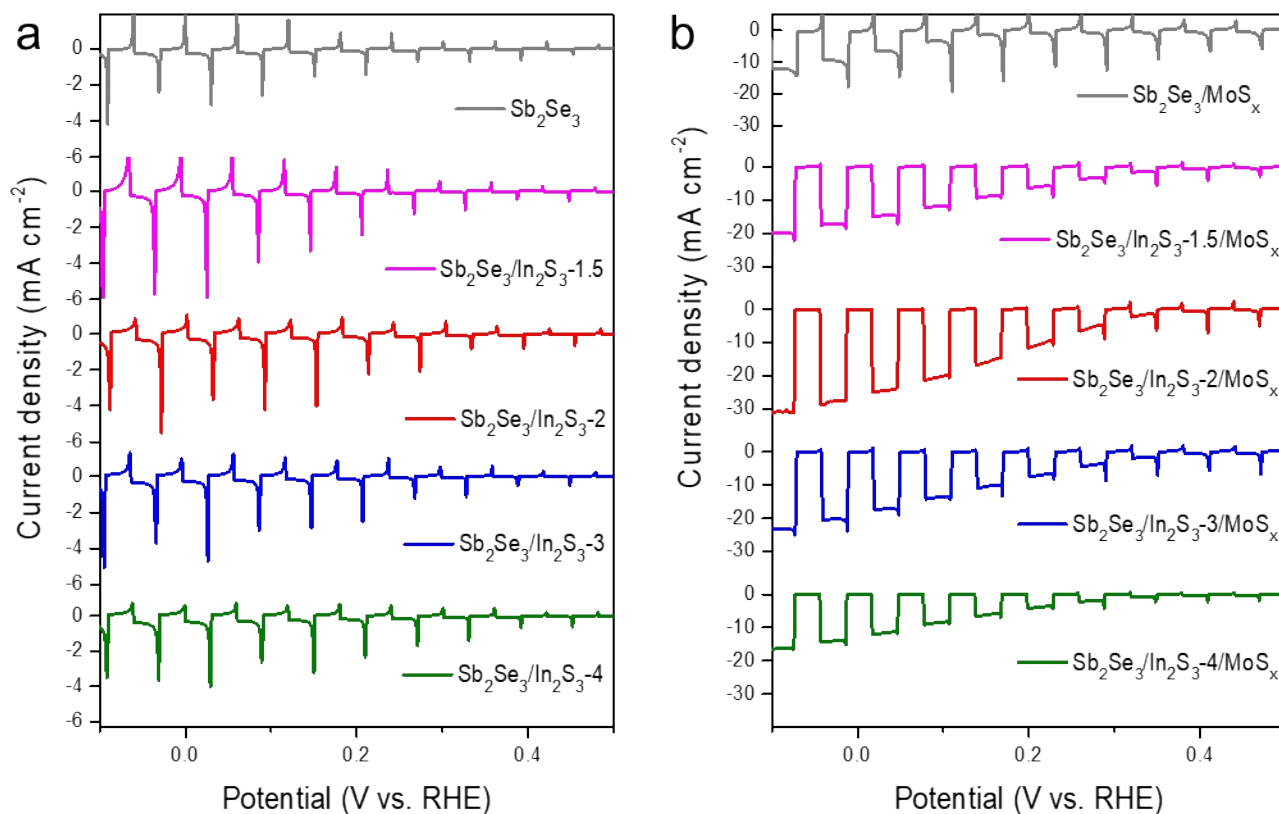 a
0
-2
-4
-6
0
-2
-4
-6
0
-2
-4
-6
0
-2
-4
-6
0
-2
-4
-6
Current density (mA cm⁻²)
Sb₂Se₃
Sb₂Se₃/In₂S₃-1.5
Sb₂Se₃/In₂S₃-2
Sb₂Se₃/In₂S₃-3
Sb₂Se₃/In₂S₃-4
0.0 0.2 0.4
Potential (V vs. RHE)
b
0
-10
-20
-30
0
-10
-20
-30
0
-10
-20
-30
0
-10
-20
-30
0
-10
-20
-30
Current density (mA cm⁻²)
Sb₂Se₃/MoSₓ
Sb₂Se₃/In₂S₃-1.5/MoSₓ
Sb₂Se₃/In₂S₃-2/MoSₓ
Sb₂Se₃/In₂S₃-3/MoSₓ
Sb₂Se₃/In₂S₃-4/MoSₓ
0.0 0.2 0.4
Potential (V vs. RHE)